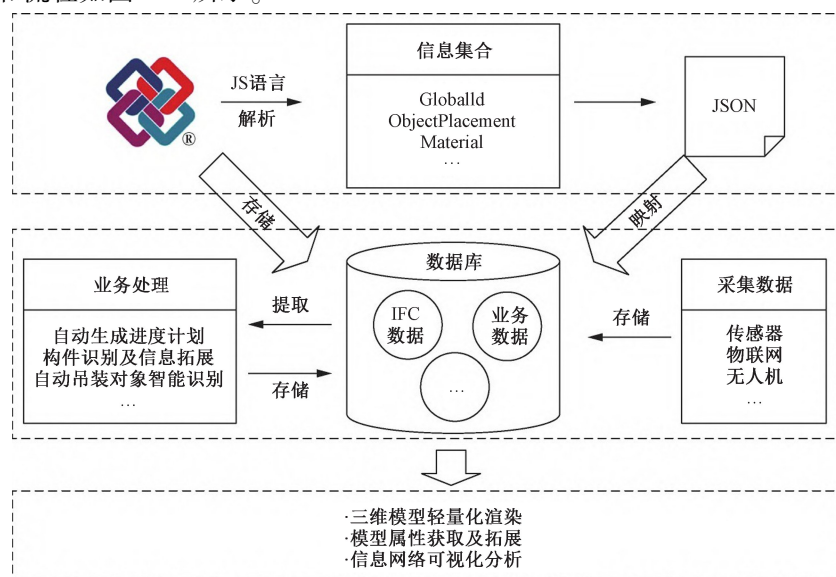 信息集合
JS语言
解析
®
GlobalId
ObjectPlacement
Material
…
JSON
存储
映射
业务处理
自动生成进度计划
构件识别及信息拓展
自动吊装对象智能识别
…
提取
存储
数据库
IFC
数据
业务
数据
…
存储
采集数据
传感器
物联网
无人机
…
·三维模型轻量化渲染
·模型属性获取及拓展
·信息网络可视化分析